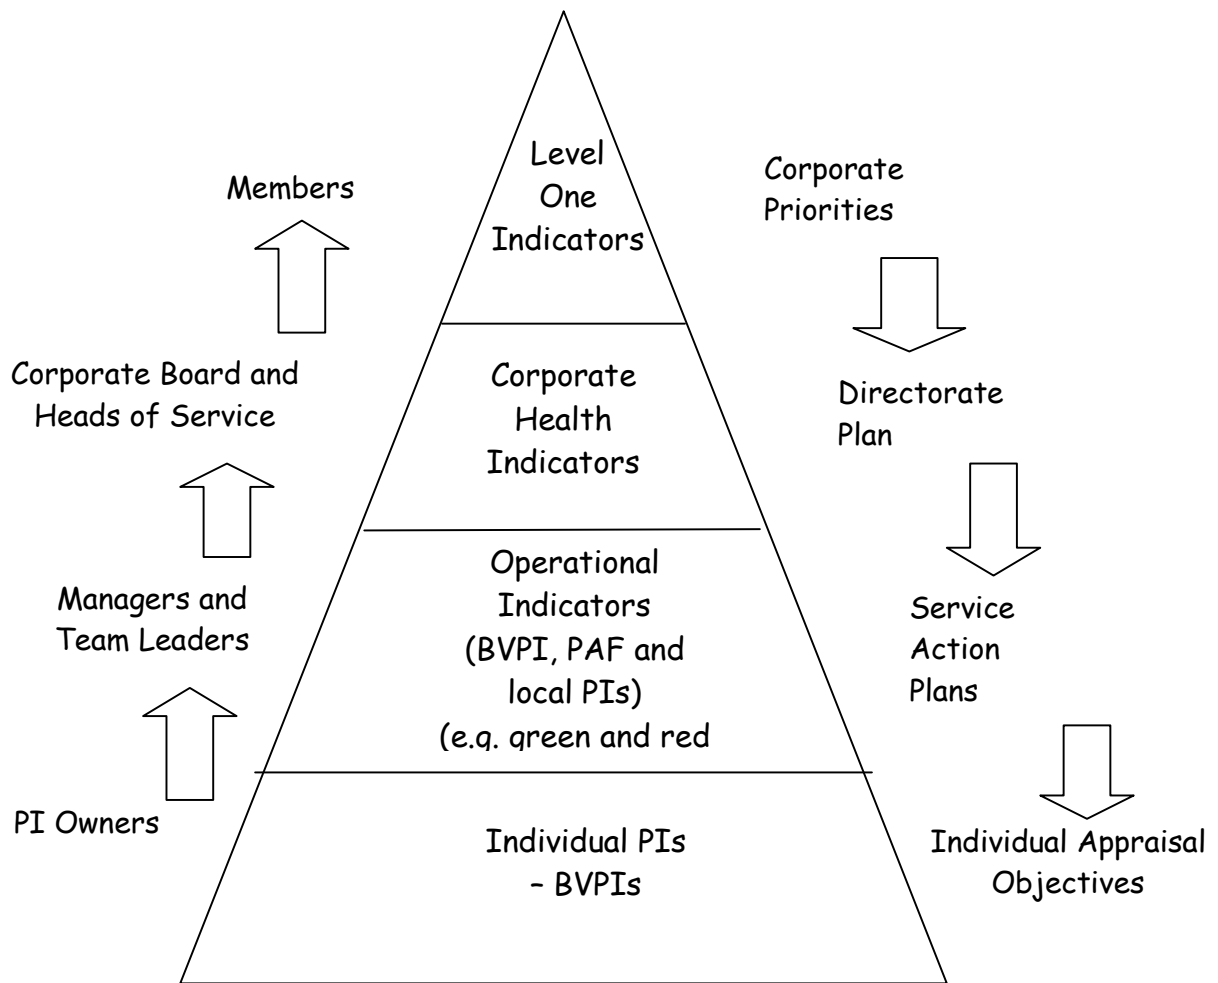 Level
One
Indicators
Members
Corporate
Priorities
Corporate Board and
Heads of Service
Corporate
Health
Indicators
Directorate
Plan
Managers and
Team Leaders
Operational
Indicators
(BVPI, PAF and
local PIs)
(e.g. green and red
Service
Action
Plans
PI Owners
Individual PIs
– BVPIs
Individual Appraisal
Objectives